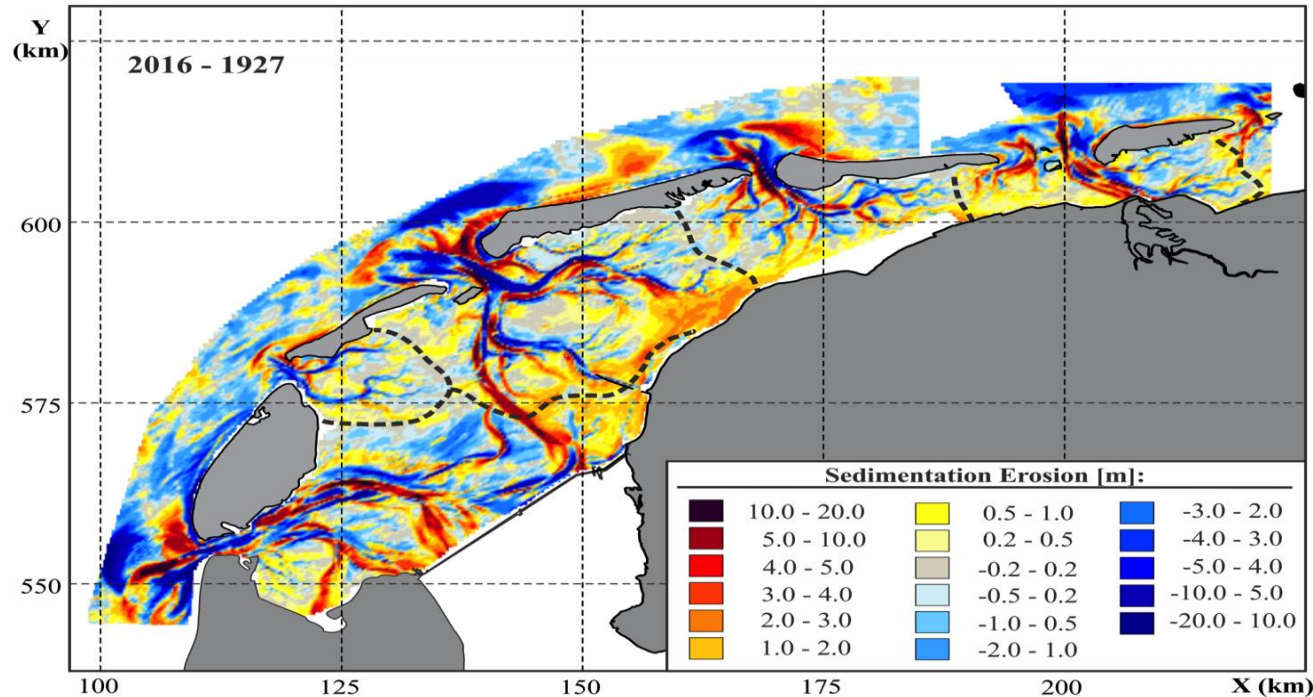 Y
(km)
2016 - 1927
600
575
550
100 125 150 175 200 X (km)
Sedimentation Erosion [m]:
10.0 - 20.0 0.5 - 1.0 -3.0 - 2.0
5.0 - 10.0 0.2 - 0.5 -4.0 - 3.0
4.0 - 5.0 -0.2 - 0.2 -5.0 - 4.0
3.0 - 4.0 -0.5 - 0.2 -10.0 - 5.0
2.0 - 3.0 -1.0 - 0.5 -20.0 - 10.0
1.0 - 2.0 -2.0 - 1.0